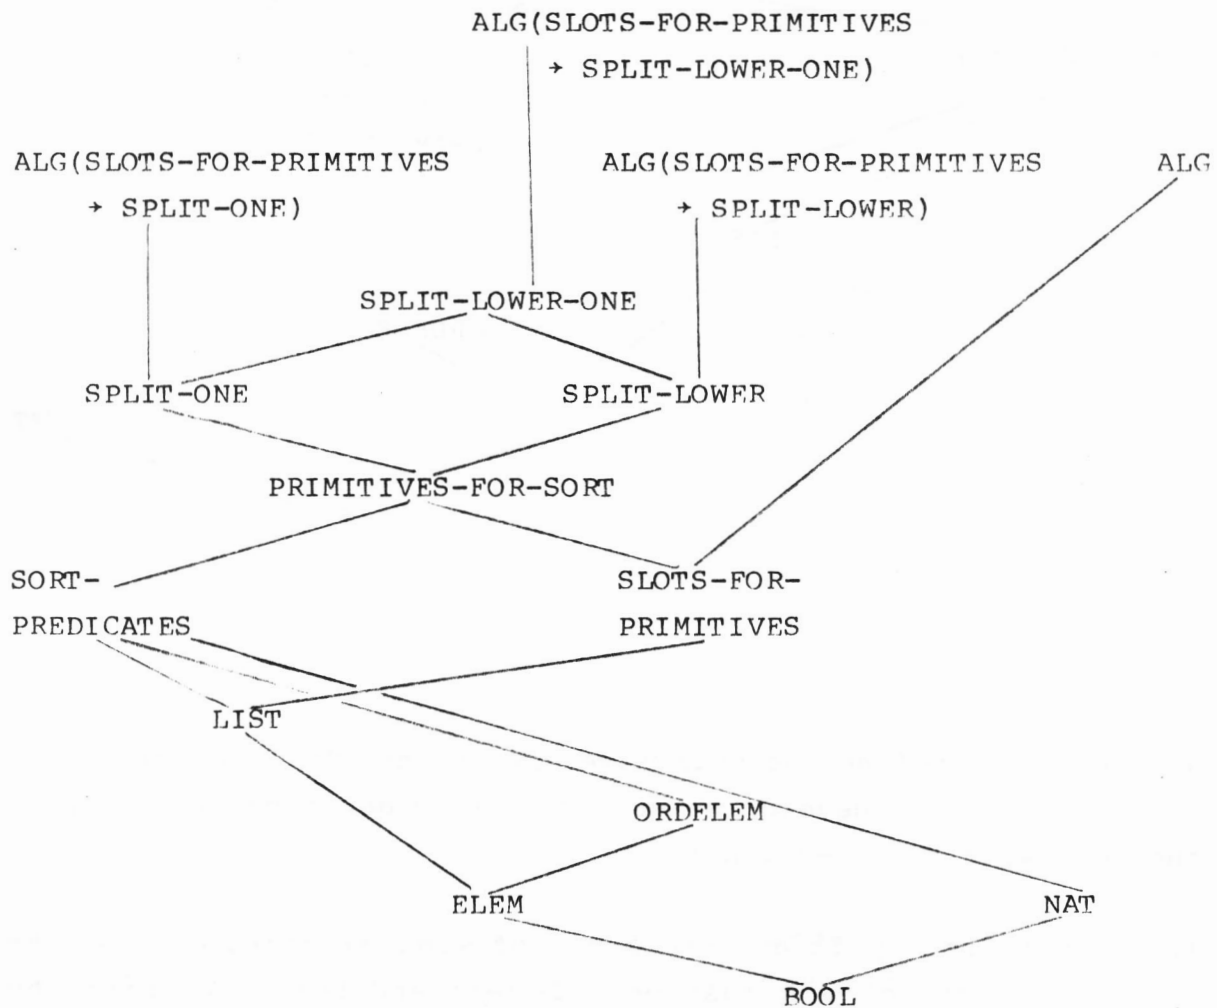 ALG(SLOTS-FOR-PRIMITIVES
→ SPLIT-LOWER-ONE)
ALG(SLOTS-FOR-PRIMITIVES
→ SPLIT-ONE)
ALG(SLOTS-FOR-PRIMITIVES
→ SPLIT-LOWER)
ALG
SPLIT-LOWER-ONE
SPLIT-ONE
SPLIT-LOWER
PRIMITIVES-FOR-SORT
SORT-
PREDICATES
SLOTS-FOR-
PRIMITIVES
LIST
ORDELEM
ELEM
NAT
BOOL